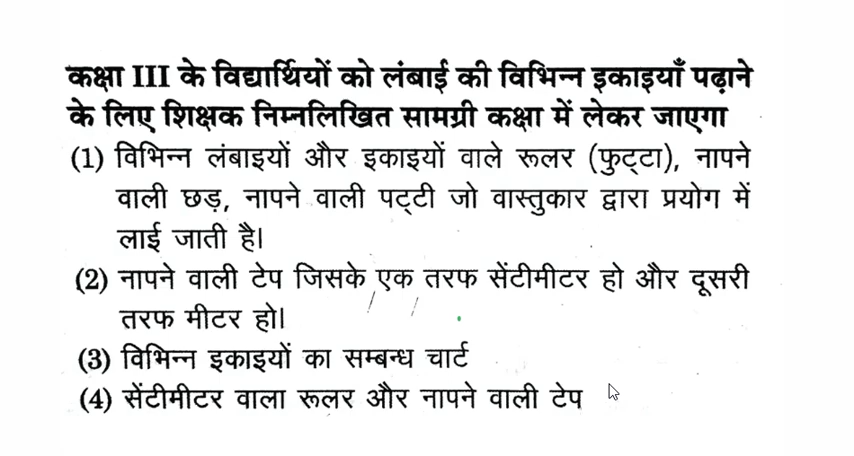 कक्षा III के विद्यार्थियों को लंबाई की विभिन्न इकाइयाँ पढ़ाने
के लिए शिक्षक निम्नलिखित सामग्री कक्षा में लेकर जाएगा
(1) विभिन्न लंबाइयों और इकाइयों वाले रूलर (फुट्टा), नापने
वाली छड़, नापने वाली पट्टी जो वास्तुकार द्वारा प्रयोग में
लाई जाती है।
(2) नापने वाली टेप जिसके एक तरफ सेंटीमीटर हो और दूसरी
तरफ मीटर हो।
(3) विभिन्न इकाइयों का सम्बन्ध चार्ट
(4) सेंटीमीटर वाला रूलर और नापने वाली टेप